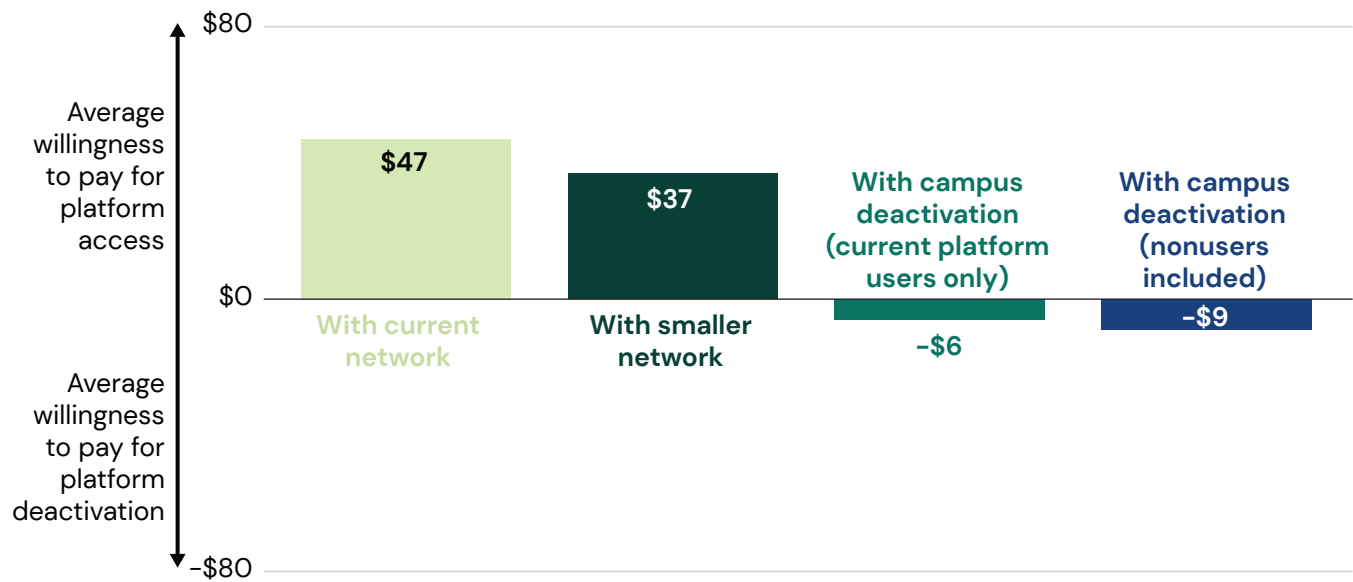 $80
Average
willingness
to pay for
platform
access
$47
$37
With campus
deactivation
(current platform
users only)
With campus
deactivation
(nonusers
included)
$0
With current
network
With smaller
network
−$6
−$9
Average
willingness
to pay for
platform
deactivation
−$80